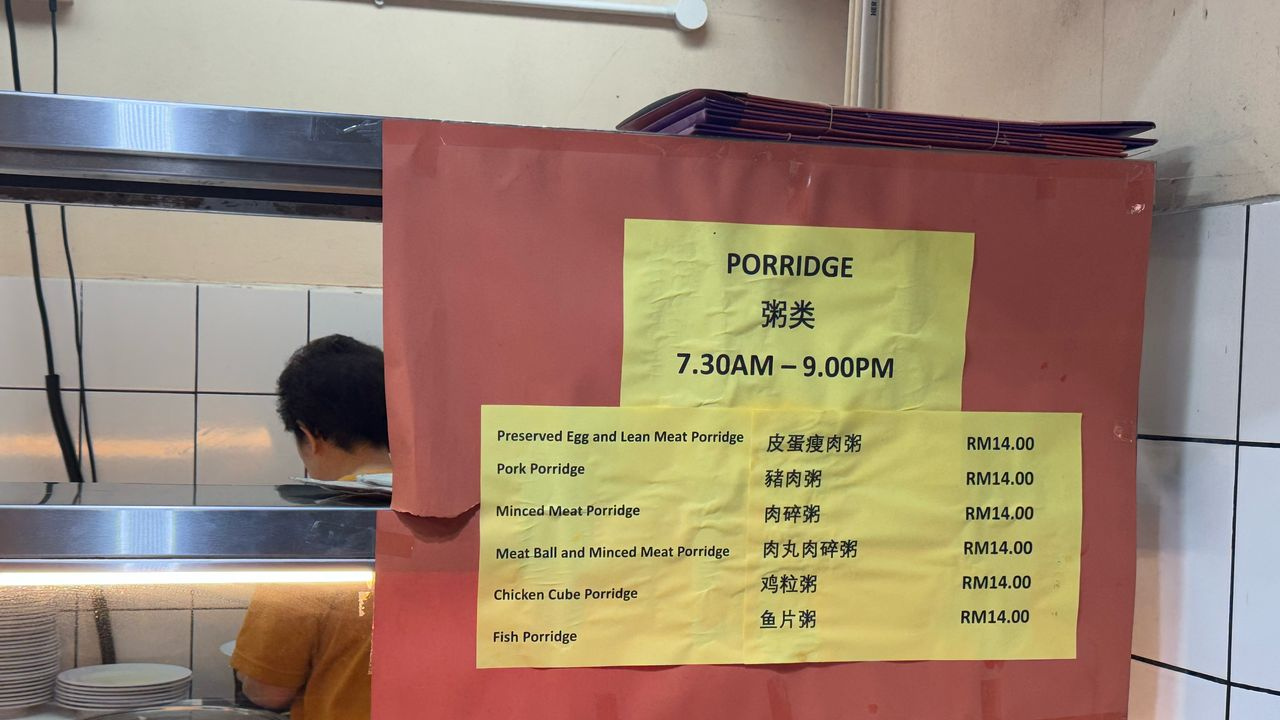 PORRIDGE
粥类
7.30AM – 9.00PM
Preserved Egg and Lean Meat Porridge 皮蛋瘦肉粥 RM14.00
Pork Porridge 豬肉粥 RM14.00
Minced Meat Porridge 肉碎粥 RM14.00
Meat Ball and Minced Meat Porridge 肉丸肉碎粥 RM14.00
Chicken Cube Porridge 鸡粒粥 RM14.00
Fish Porridge 鱼片粥 RM14.00